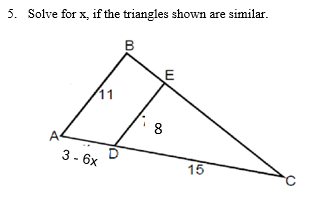 5. Solve for x, if the triangles shown are similar.
B
E
11
8
A
3 - 6x
D
15
C